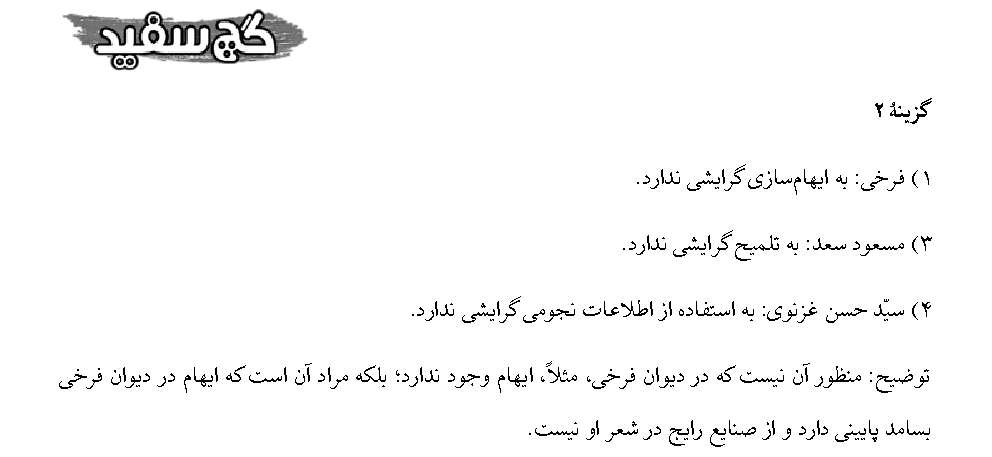 گچ سفید
گزینهٔ ۲
۱) فرخی: به ایهام‌سازی گرایشی ندارد.
۳) مسعود سعد: به تلمیح گرایشی ندارد.
۴) سیّد حسن غزنوی: به استفاده از اطلاعات نجومی گرایشی ندارد.
توضیح: منظور آن نیست که در دیوان فرخی، مثلاً، ایهام وجود ندارد؛ بلکه مراد آن است که ایهام در دیوان فرخی
بسامد پایینی دارد و از صنایع رایج در شعر او نیست.